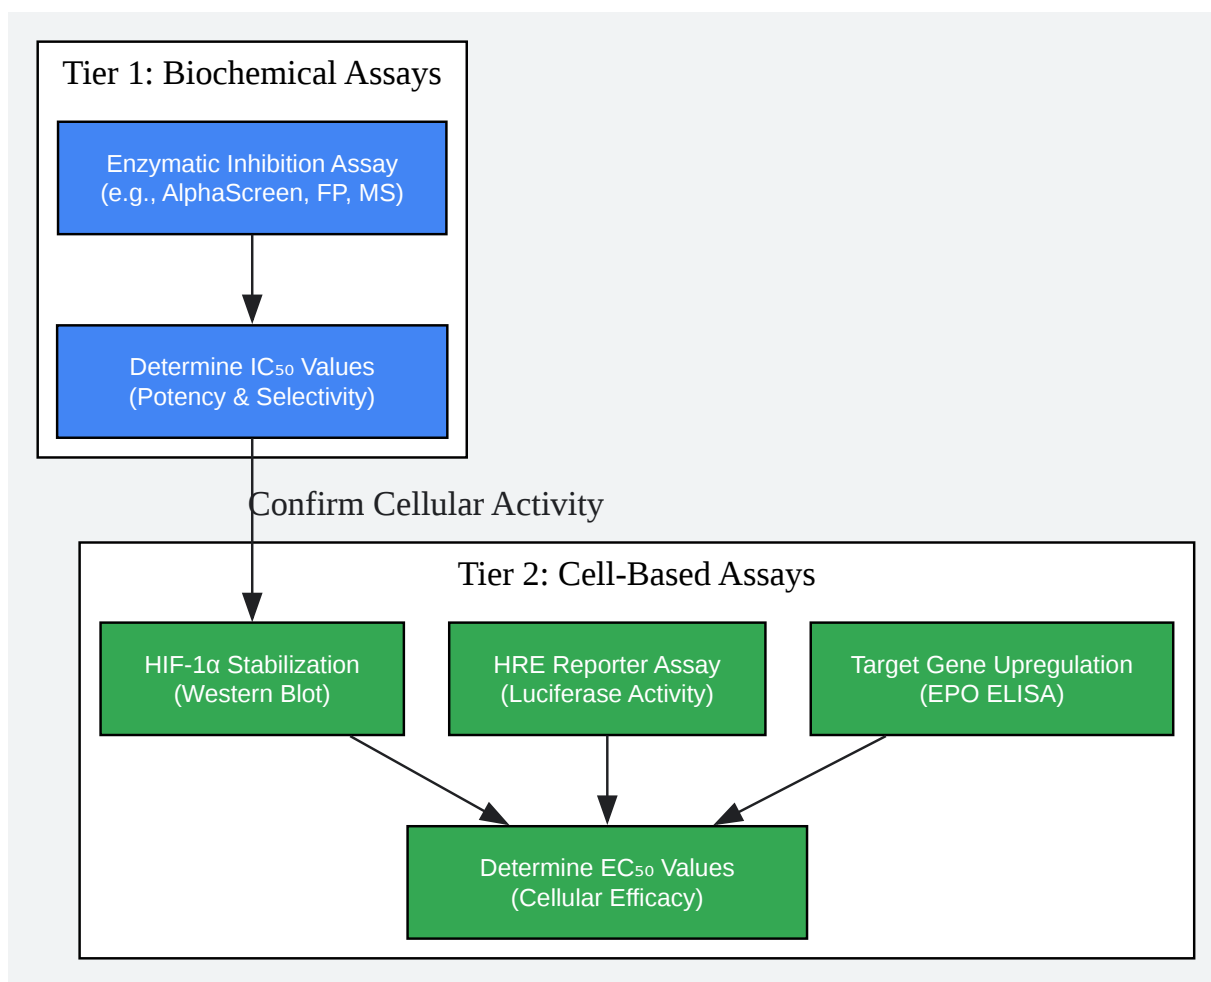 Tier 1: Biochemical Assays
Enzymatic Inhibition Assay
(e.g., AlphaScreen, FP, MS)
Determine IC₅₀ Values
(Potency & Selectivity)
Confirm Cellular Activity
Tier 2: Cell-Based Assays
HIF-1α Stabilization
(Western Blot)
HRE Reporter Assay
(Luciferase Activity)
Target Gene Upregulation
(EPO ELISA)
Determine EC₅₀ Values
(Cellular Efficacy)